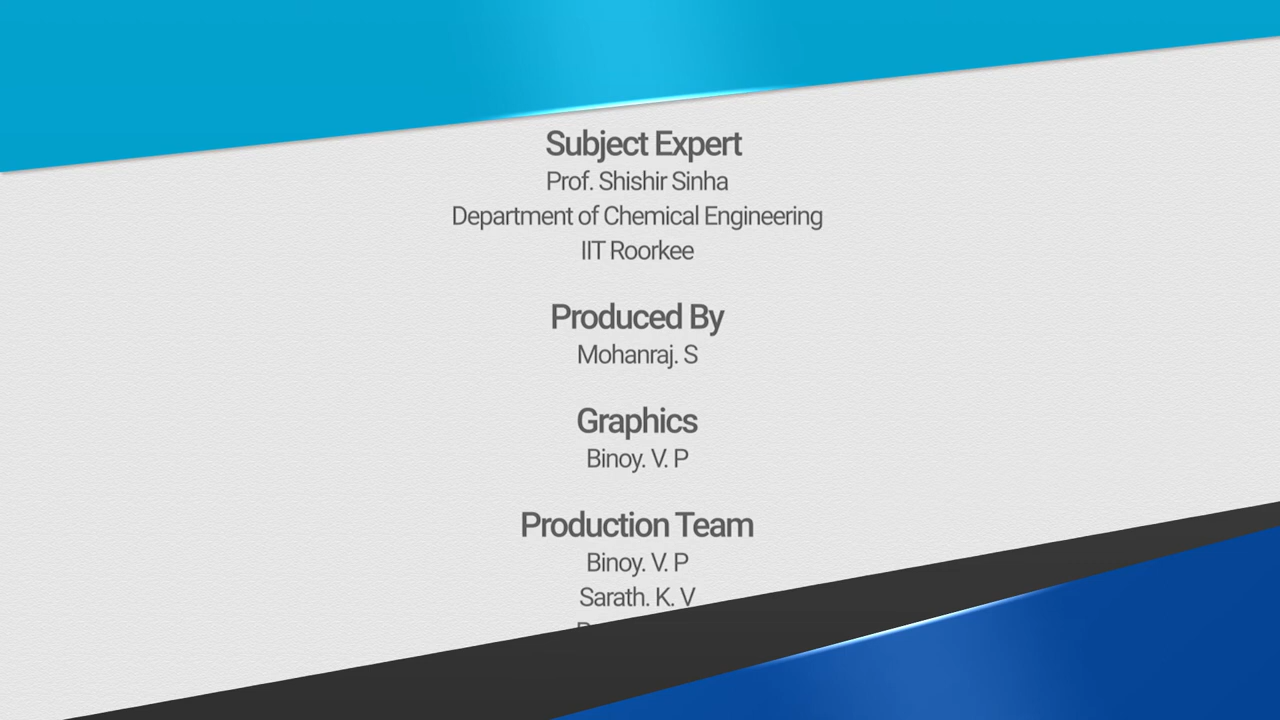 Subject Expert
Prof. Shishir Sinha
Department of Chemical Engineering
IIT Roorkee
Produced By
Mohanraj. S
Graphics
Binoy. V. P
Production Team
Binoy. V. P
Sarath. K. V